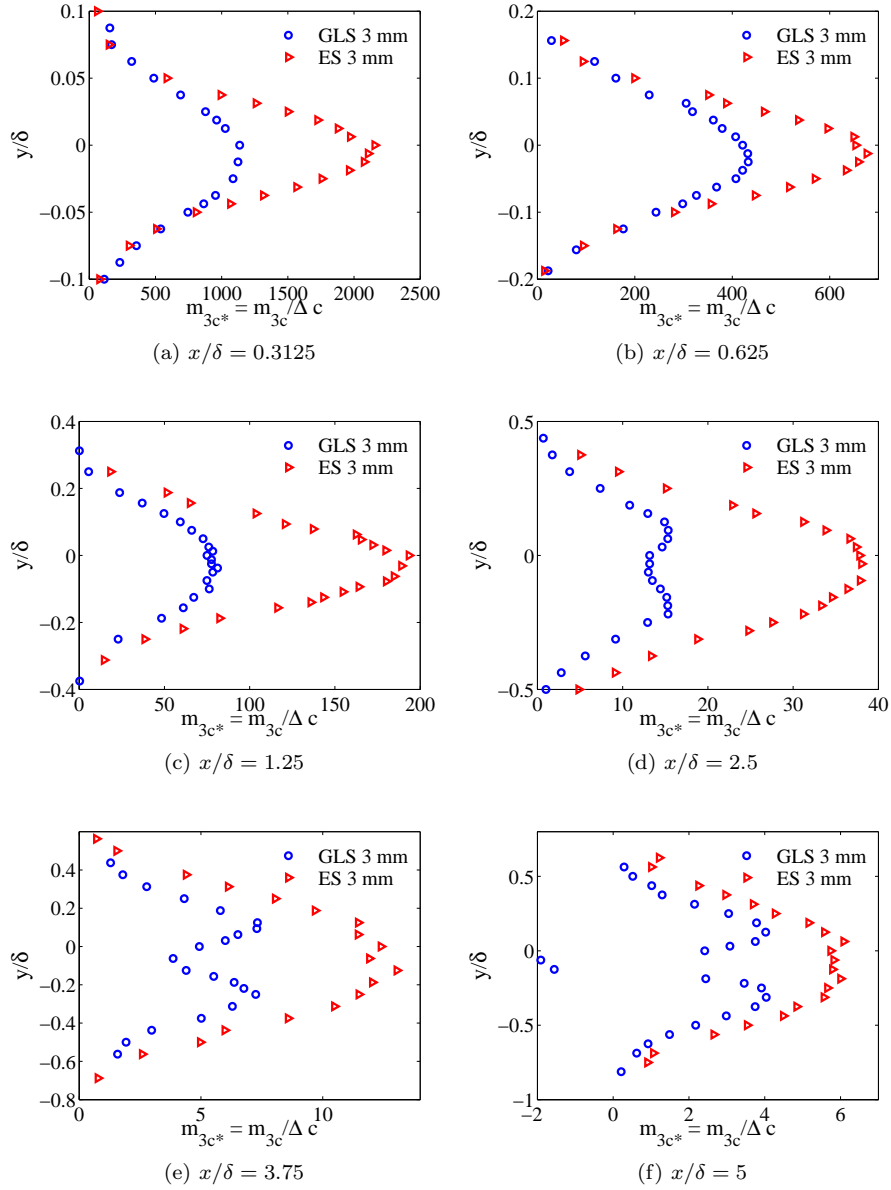 0.1
0.05
0
−0.05
−0.1
y/δ
GLS 3 mm
ES 3 mm
0 500 1000 1500 2000 2500
m3c* = m3c/Δ c
(a) x/δ = 0.3125
0.2
0.1
0
−0.1
−0.2
y/δ
GLS 3 mm
ES 3 mm
0 200 400 600
m3c* = m3c/Δ c
(b) x/δ = 0.625
0.4
0.2
0
−0.2
−0.4
y/δ
GLS 3 mm
ES 3 mm
0 50 100 150 200
m3c* = m3c/Δ c
(c) x/δ = 1.25
0.5
0
−0.5
y/δ
GLS 3 mm
ES 3 mm
0 10 20 30 40
m3c* = m3c/Δ c
(d) x/δ = 2.5
0.4
0.2
0
−0.2
−0.4
−0.6
−0.8
y/δ
GLS 3 mm
ES 3 mm
0 5 10
m3c* = m3c/Δ c
(e) x/δ = 3.75
0.5
0
−0.5
−1
y/δ
GLS 3 mm
ES 3 mm
−2 0 2 4 6
m3c* = m3c/Δ c
(f) x/δ = 5